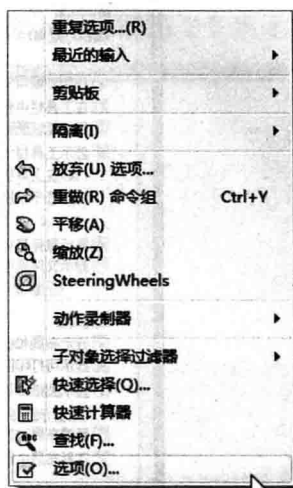 重复选项...(R)
最近的输入
剪贴板
隔离(I)
放弃(U) 选项...
重做(R) 命令组 Ctrl+Y
平移(A)
缩放(Z)
SteeringWheels
动作录制器
子对象选择过滤器
快速选择(Q)...
快速计算器
ABC 查找(F)...
选项(O)...